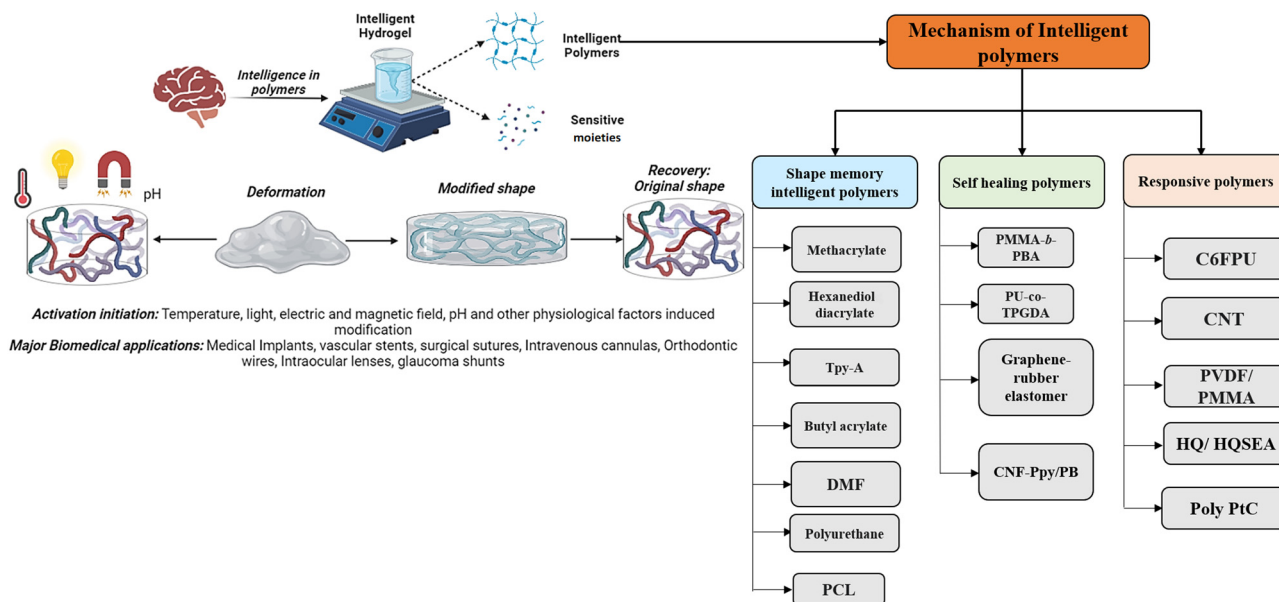 Intelligent
Hydrogel
Intelligence in
polymers
Intelligent
Polymers
Sensitive
moieties
Mechanism of Intelligent
polymers
pH
Deformation
Modified shape
Recovery:
Original shape
Activation initiation: Temperature, light, electric and magnetic field, pH and other physiological factors induced
modification
Major Biomedical applications: Medical Implants, vascular stents, surgical sutures, Intravenous cannulas, Orthodontic
wires, Intraocular lenses, glaucoma shunts
Shape memory
intelligent polymers
Methacrylate
Hexanediol
diacrylate
Tpy-A
Butyl acrylate
DMF
Polyurethane
PCL
Self healing polymers
PMMA-b-
PBA
PU-co-
TPGDA
Graphene-
rubber
elastomer
CNF-Ppy/PB
Responsive polymers
C6FPU
CNT
PVDF/
PMMA
HQ/ HQSEA
Poly PtC